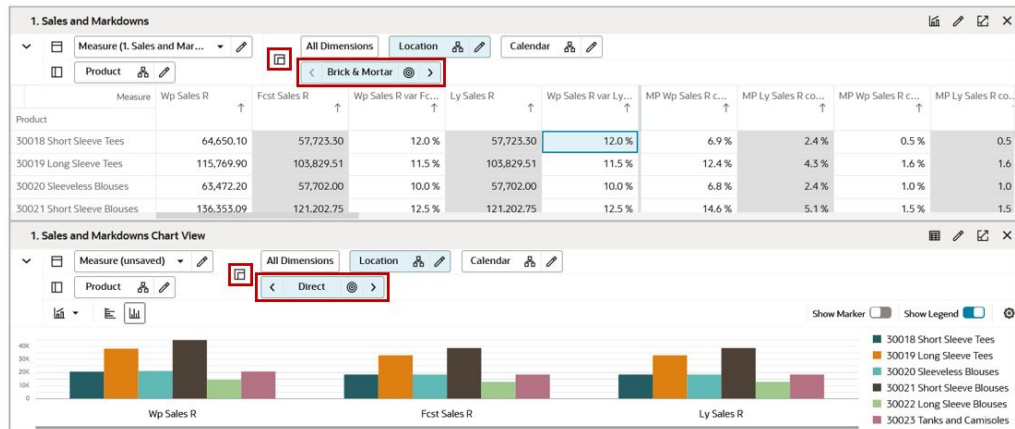 1. Sales and Markdowns
Measure (1. Sales and Mar...
All Dimensions Location Calendar
Product
Brick & Mortar
Measure Wp Sales R Fcst Sales R Wp Sales R var Fc... Ly Sales R Wp Sales R var Ly... MP Wp Sales R c... MP Ly Sales R co... MP Wp Sales R c... MP Ly Sales R co...
Product
30018 Short Sleeve Tees 64,650.10 57,723.30 12.0 % 57,723.30 12.0 % 6.9 % 2.4 % 0.5 % 0.5
30019 Long Sleeve Tees 115,769.90 103,829.51 11.5 % 103,829.51 11.5 % 12.4 % 4.3 % 1.6 % 1.6
30020 Sleeveless Blouses 63,472.20 57,702.00 10.0 % 57,702.00 10.0 % 6.8 % 2.4 % 1.0 % 1.0
30021 Short Sleeve Blouses 136,353.09 121,202.75 12.5 % 121,202.75 12.5 % 14.6 % 5.1 % 1.5 % 1.5
1. Sales and Markdowns Chart View
Measure (unsaved)
All Dimensions Location Calendar
Product
Direct
Show Marker Show Legend
40K
30K
20K
10K
0
Wp Sales R Fcst Sales R Ly Sales R
30018 Short Sleeve Tees
30019 Long Sleeve Tees
30020 Sleeveless Blouses
30021 Short Sleeve Blouses
30022 Long Sleeve Blouses
30023 Tanks and Camisoles